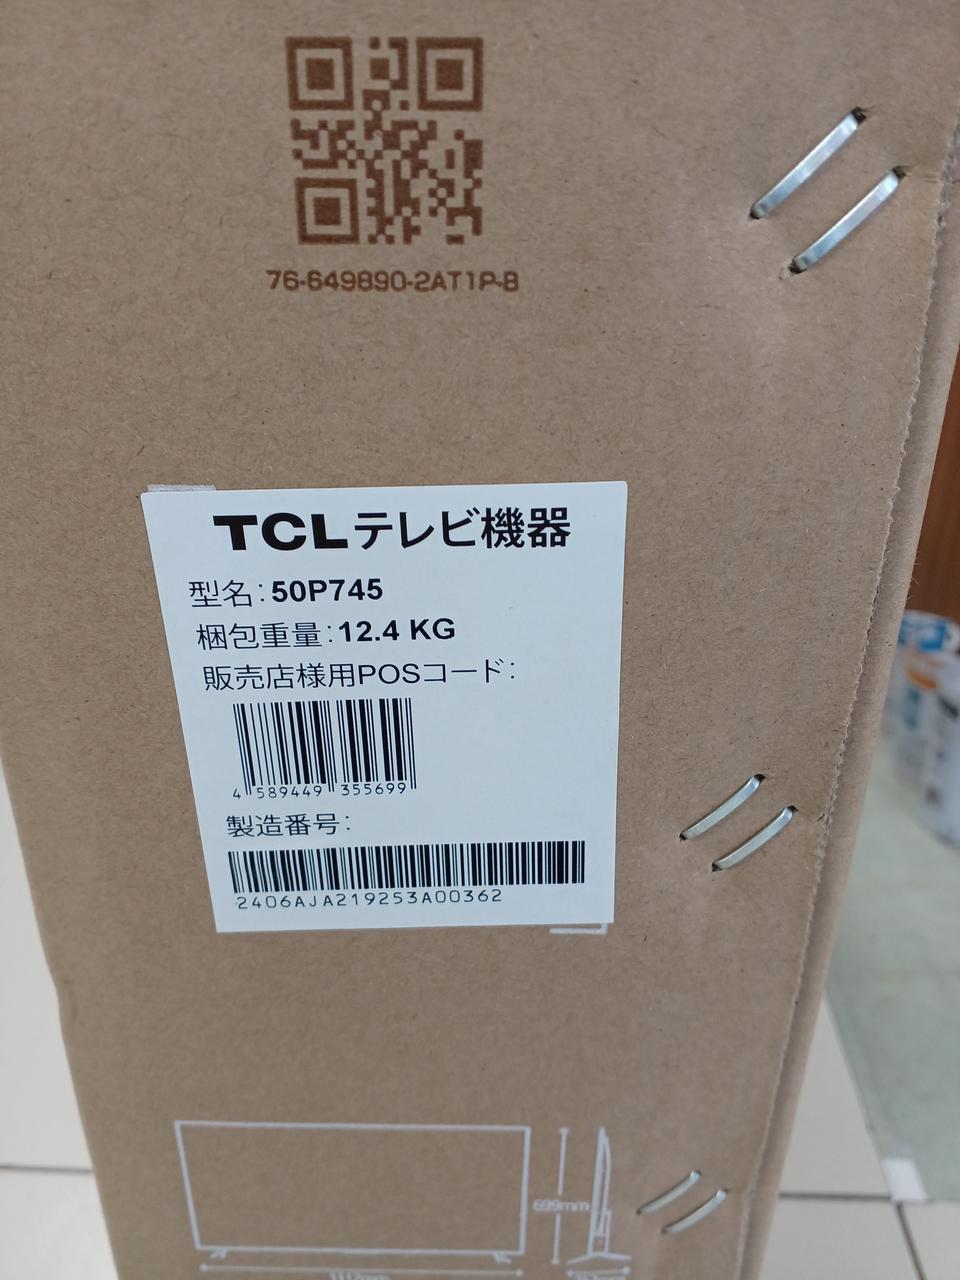 76-649890-2AT1P-8
TCLテレビ機器
型名:50P745
梱包重量:12.4 KG
販売店様用POSコード:
4 589449 355699
製造番号:
2406AJA219253A00362
699mm
1112mm